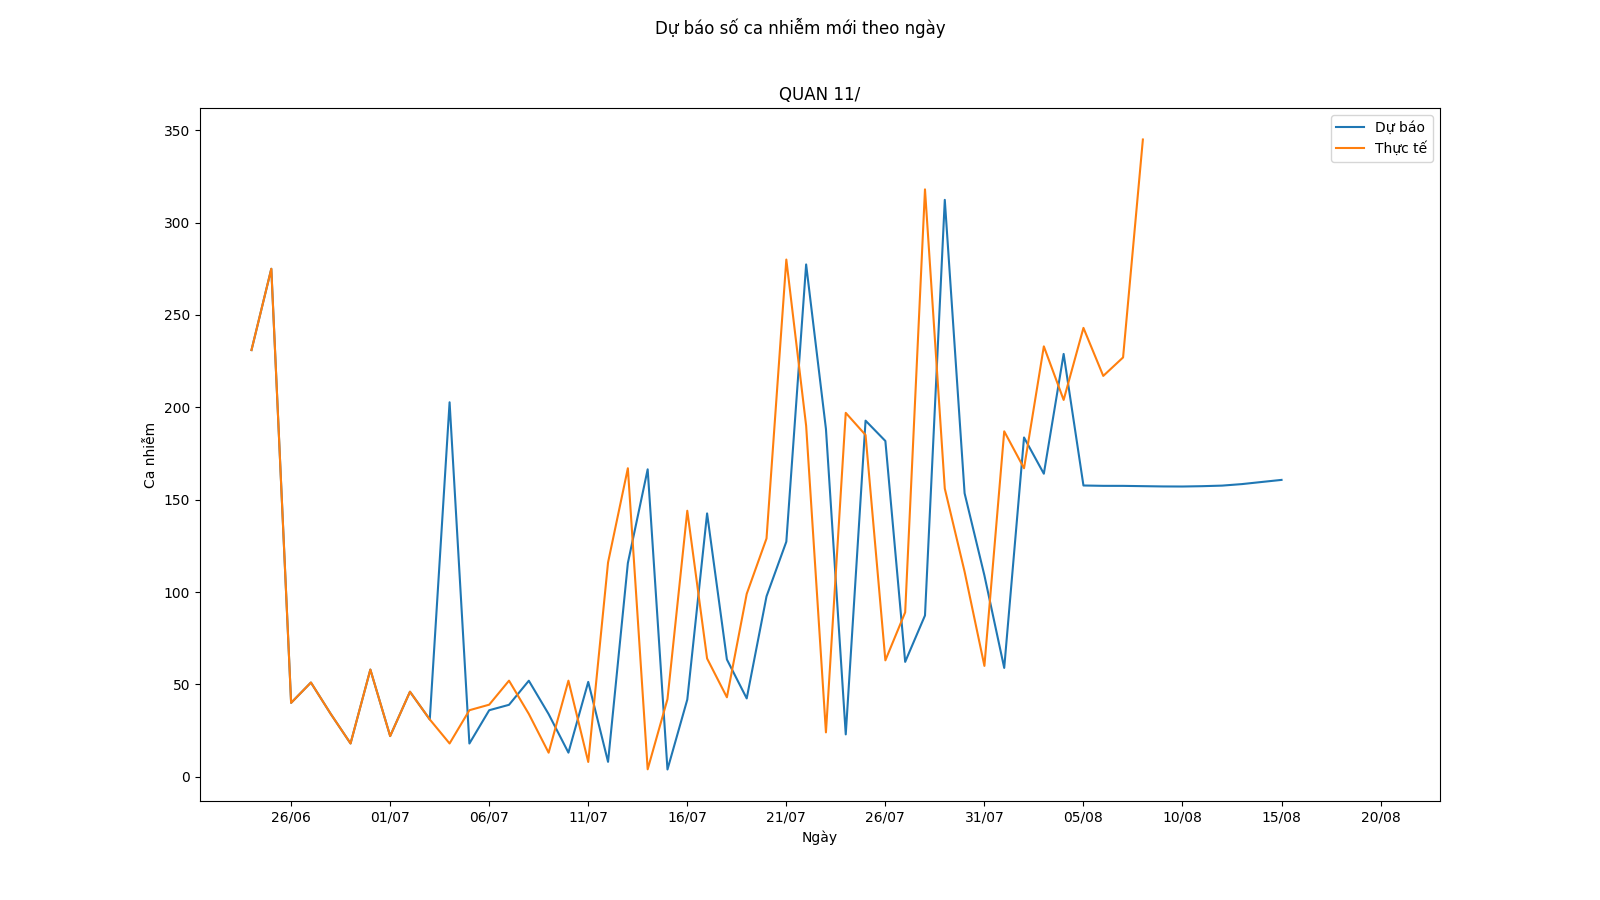 Dự báo số ca nhiễm mới theo ngày
QUAN 11/
Dự báo
Thực tế
350
300
250
200
150
100
50
0
Ca nhiễm
26/06 01/07 06/07 11/07 16/07 21/07 26/07 31/07 05/08 10/08 15/08 20/08
Ngày